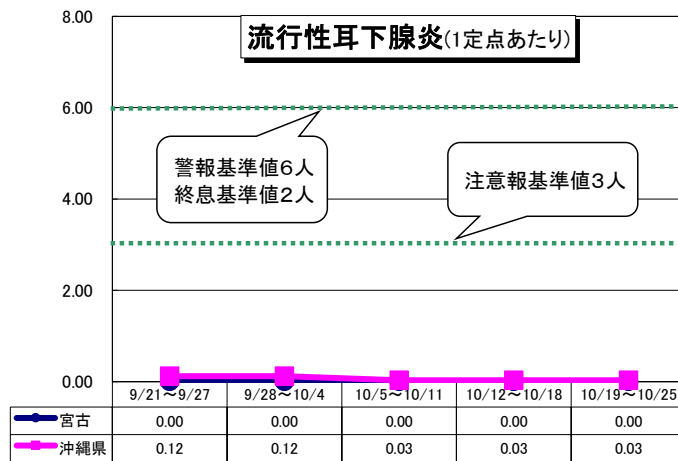 流行性耳下腺炎(1定点あたり)
8.00
6.00
警報基準値6人
終息基準値2人
注意報基準値3人
4.00
2.00
0.00
9/21～9/27 9/28～10/4 10/5～10/11 10/12～10/18 10/19～10/25
宮古 0.00 0.00 0.00 0.00 0.00
沖縄県 0.12 0.12 0.03 0.03 0.03